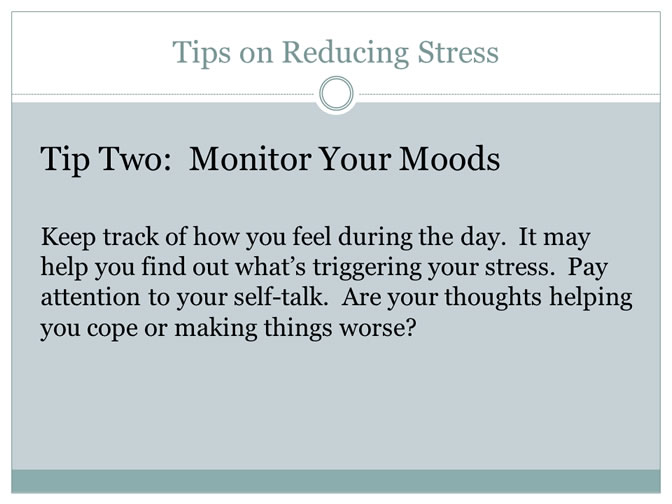 Tips on Reducing Stress
Tip Two:  Monitor Your Moods
Keep track of how you feel during the day.  It may
help you find out what’s triggering your stress.  Pay
attention to your self-talk.  Are your thoughts helping
you cope or making things worse?